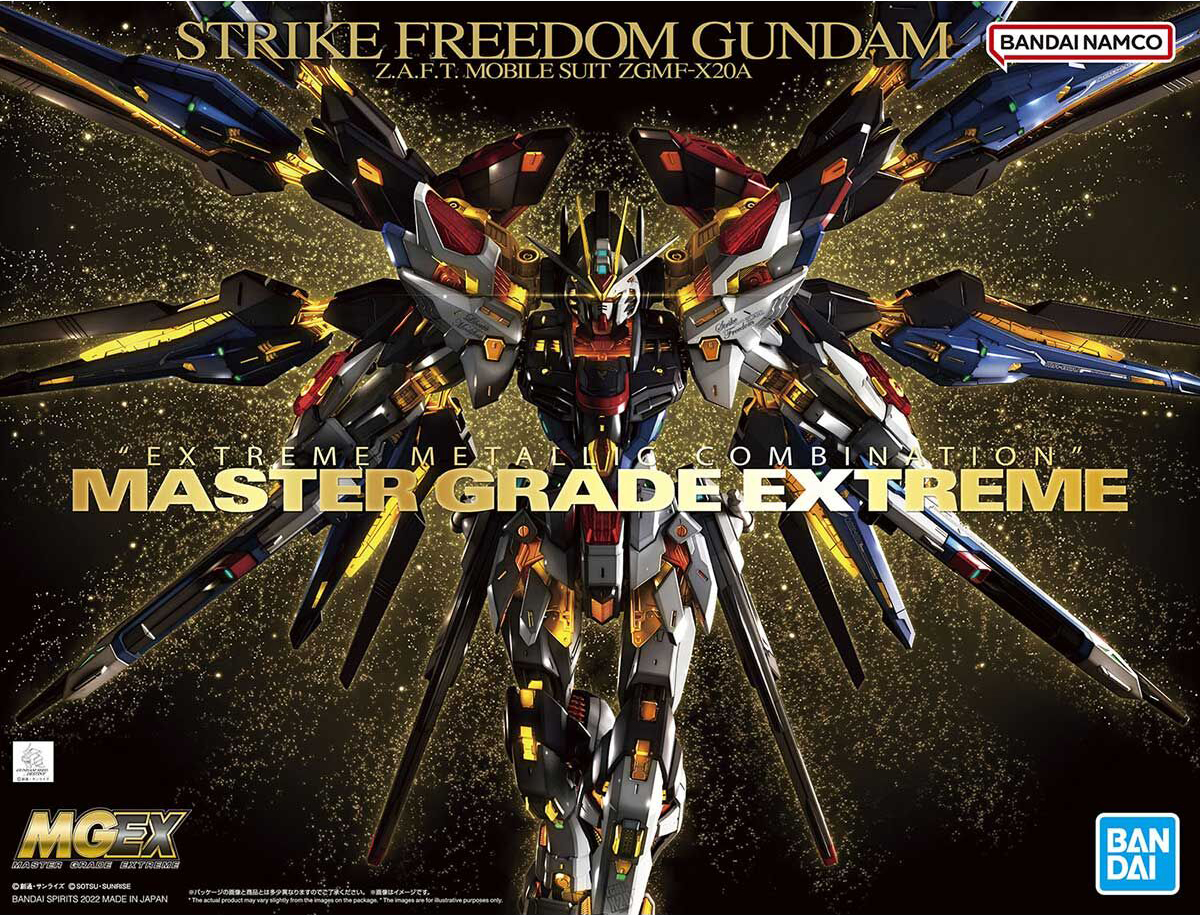 STRIKE FREEDOM GUNDAM
Z.A.F.T. MOBILE SUIT ZGMF-X20A
BANDAI NAMCO
Strike
Freedom
"EXTREME METALLIC COMBINATION"
MASTER GRADE EXTREME
MGEX
MASTER GRADE EXTREME
©創通・サンライズ ©SOTSU・SUNRISE
BANDAI SPIRITS 2022 MADE IN JAPAN
※パッケージの画像と商品とは多少異なりますのでご了承ください。 ※画像はイメージです。
*The actual product may vary slightly from the images on the package. *The images are for illustrative purposes only.
BAN
DAI